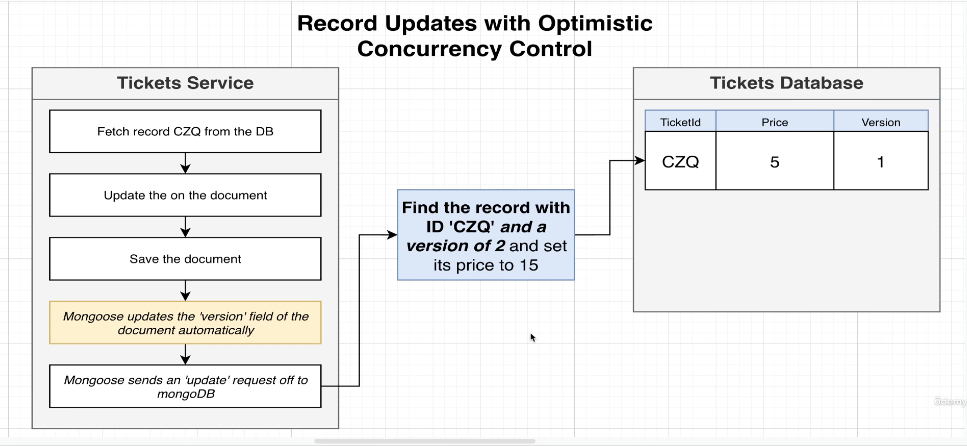 Record Updates with Optimistic
Concurrency Control
Tickets Service
Fetch record CZQ from the DB
Update the on the document
Save the document
Mongoose updates the 'version' field of the
document automatically
Mongoose sends an 'update' request off to
mongoDB
Find the record with
ID 'CZQ' and a
version of 2 and set
its price to 15
Tickets Database
TicketId Price Version
CZQ 5 1
ûdemy